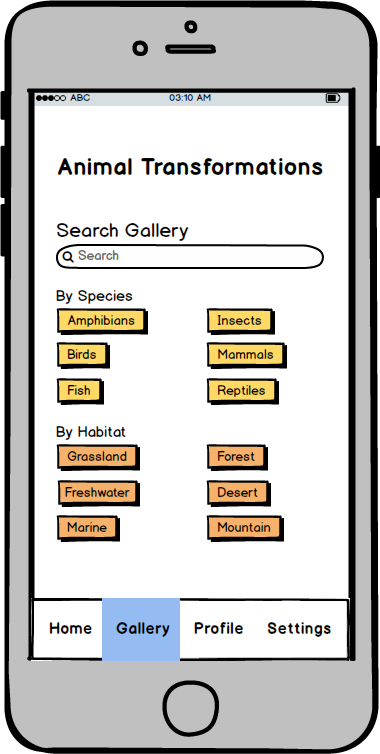 ABC 03:10 AM
Animal Transformations
Search Gallery
Search
By Species
Amphibians Insects
Birds Mammals
Fish Reptiles
By Habitat
Grassland Forest
Freshwater Desert
Marine Mountain
Home Gallery Profile Settings